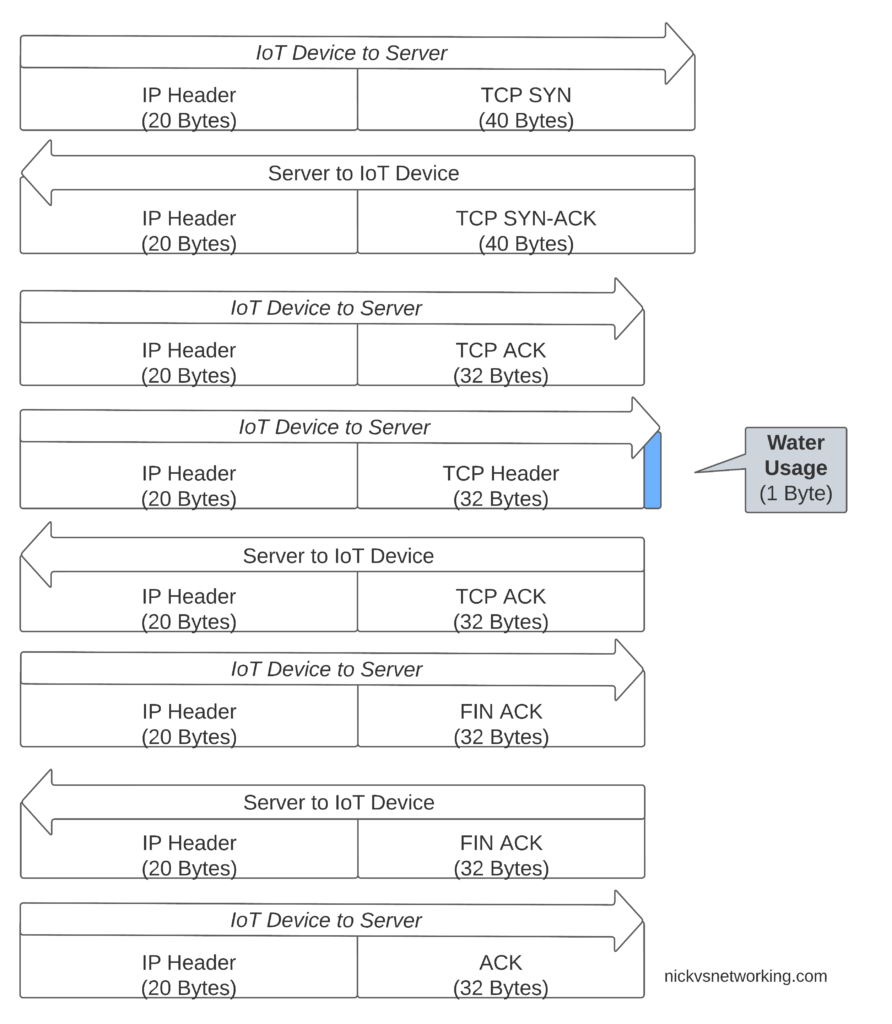 IoT Device to Server
IP Header
(20 Bytes)
TCP SYN
(40 Bytes)
Server to IoT Device
IP Header
(20 Bytes)
TCP SYN-ACK
(40 Bytes)
IoT Device to Server
IP Header
(20 Bytes)
TCP ACK
(32 Bytes)
IoT Device to Server
IP Header
(20 Bytes)
TCP Header
(32 Bytes)
Water
Usage
(1 Byte)
Server to IoT Device
IP Header
(20 Bytes)
TCP ACK
(32 Bytes)
IoT Device to Server
IP Header
(20 Bytes)
FIN ACK
(32 Bytes)
Server to IoT Device
IP Header
(20 Bytes)
FIN ACK
(32 Bytes)
IoT Device to Server
IP Header
(20 Bytes)
ACK
(32 Bytes)
nickvsnetworking.com